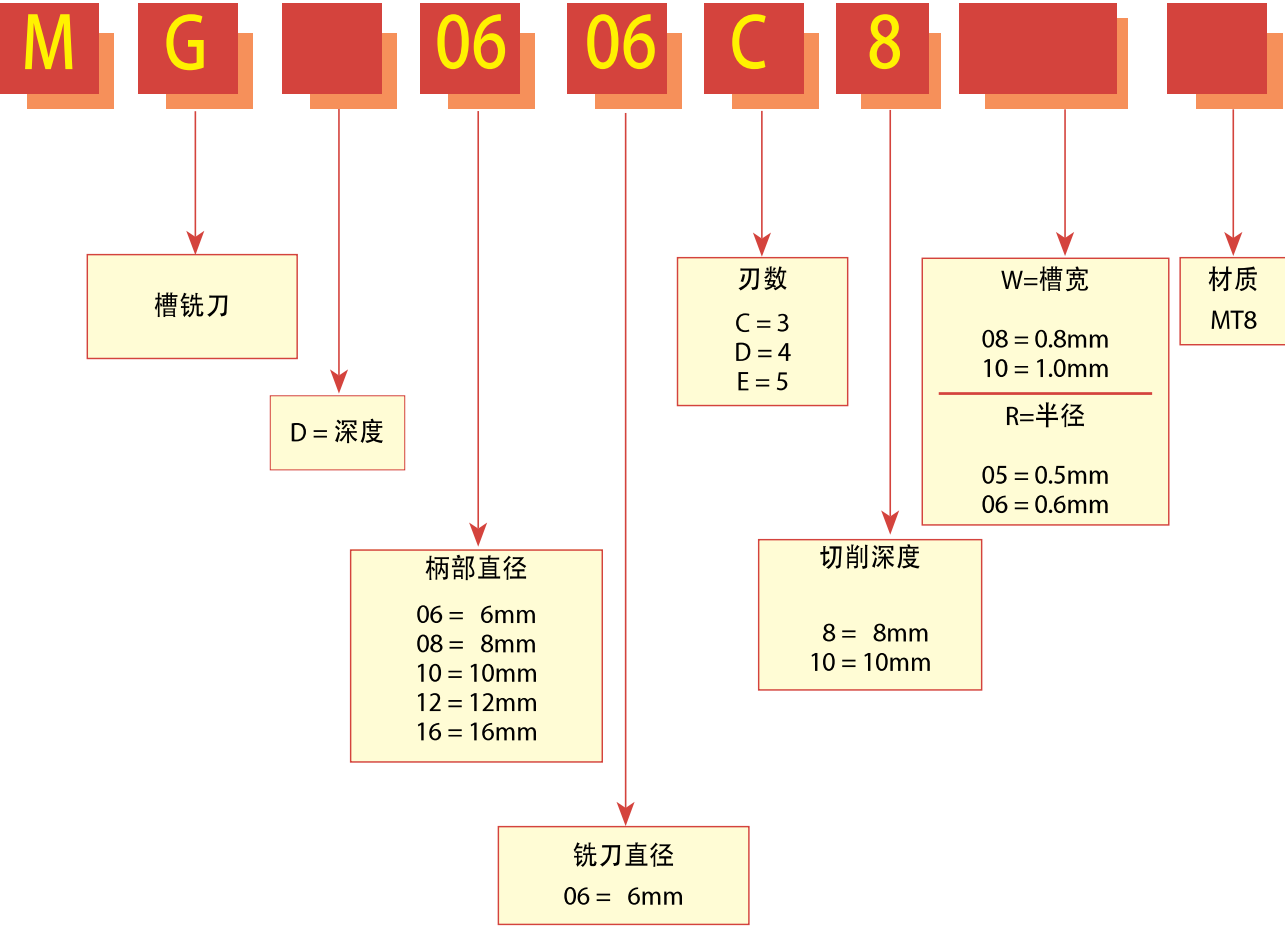 M G 06 06 C 8
槽铣刀
D = 深度
柄部直径
06 = 6mm
08 = 8mm
10 = 10mm
12 = 12mm
16 = 16mm
铣刀直径
06 = 6mm
刃数
C = 3
D = 4
E = 5
切削深度
8 = 8mm
10 = 10mm
W=槽宽
08 = 0.8mm
10 = 1.0mm
R=半径
05 = 0.5mm
06 = 0.6mm
材质
MT8